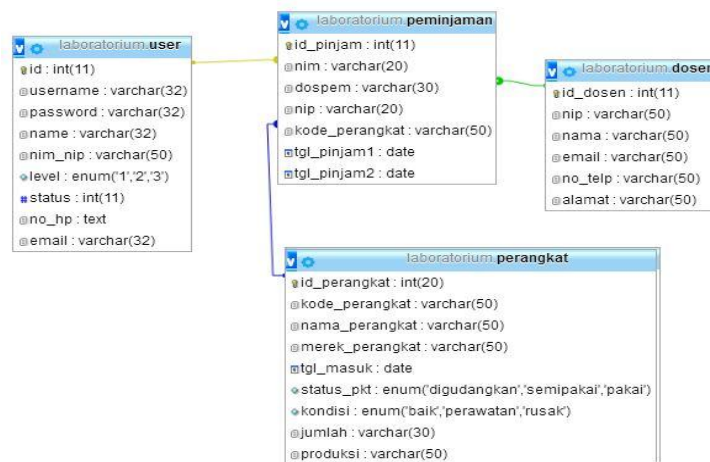 laboratorium.user
id : int(11)
username : varchar(32)
password : varchar(32)
name : varchar(32)
nim_nip : varchar(50)
level : enum('1','2','3')
status : int(11)
no_hp : text
email : varchar(32)
laboratorium.peminjaman
id_pinjam : int(11)
nim : varchar(20)
dospem : varchar(30)
nip : varchar(20)
kode_perangkat : varchar(50)
tgl_pinjam1 : date
tgl_pinjam2 : date
laboratorium.dosen
id_dosen : int(11)
nip : varchar(50)
nama : varchar(50)
email : varchar(50)
no_telp : varchar(50)
alamat : varchar(50)
laboratorium.perangkat
id_perangkat : int(20)
kode_perangkat : varchar(50)
nama_perangkat : varchar(50)
merek_perangkat : varchar(50)
tgl_masuk : date
status_pkt : enum('digudangkan','semipakai','pakai')
kondisi : enum('baik','perawatan','rusak')
jumlah : varchar(30)
produksi : varchar(50)